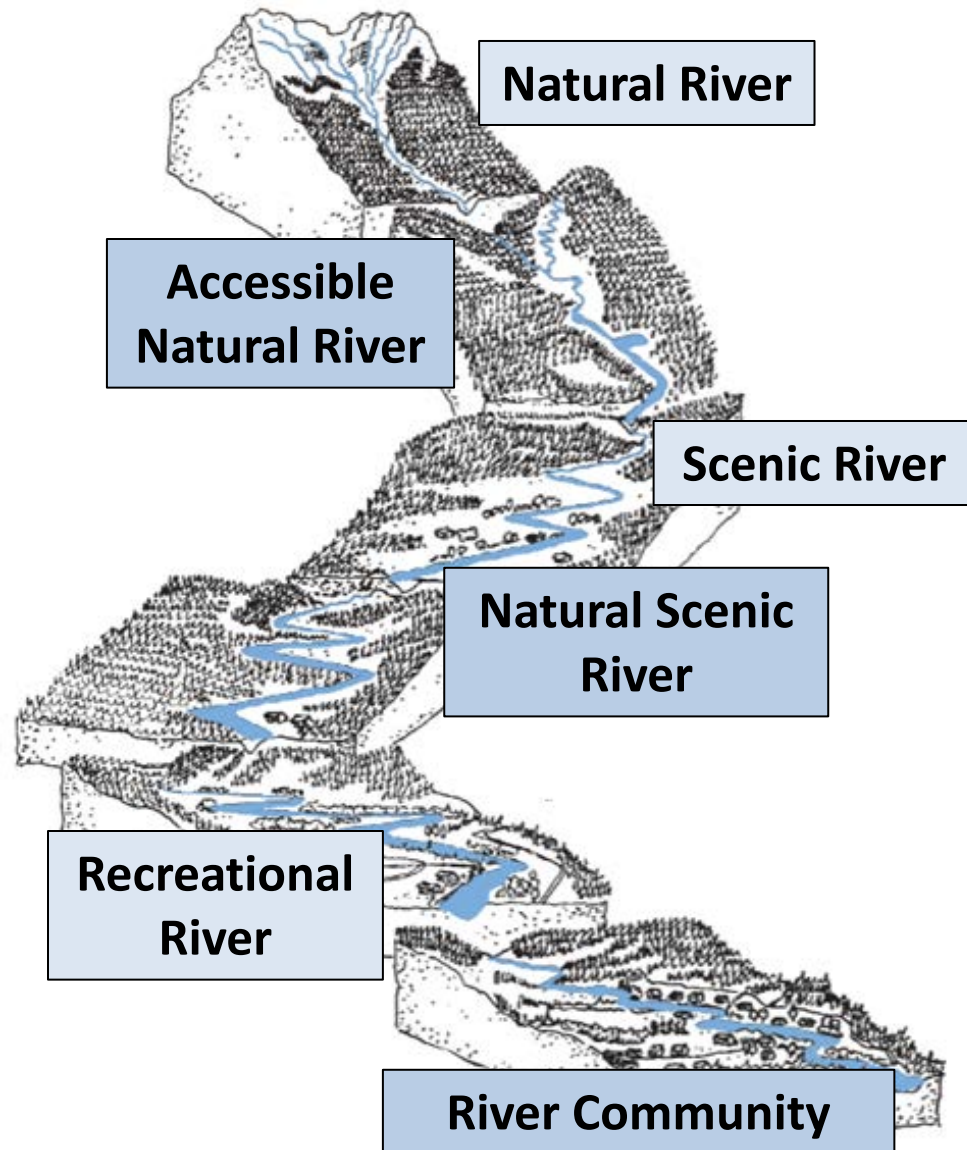 Natural River
Accessible
Natural River
Scenic River
Natural Scenic
River
Recreational
River
River Community